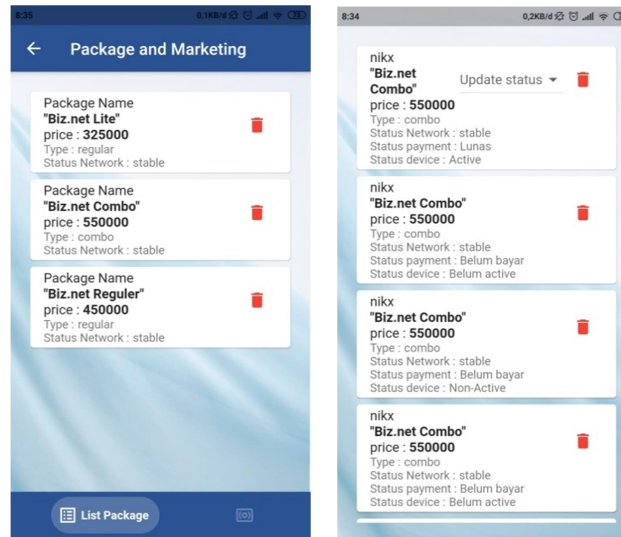 8:35
0,1KB/d
Package and Marketing
Package Name
"Biz.net Lite"
price : 325000
Type : regular
Status Network : stable
Package Name
"Biz.net Combo"
price : 550000
Type : combo
Status Network : stable
Package Name
"Biz.net Reguler"
price : 450000
Type : regular
Status Network : stable
List Package
8:34
0,2KB/d
nikx
"Biz.net
Combo"
Update status
price : 550000
Type : combo
Status Network : stable
Status payment : Lunas
Status device : Active
nikx
"Biz.net Combo"
price : 550000
Type : combo
Status Network : stable
Status payment : Belum bayar
Status device : Belum active
nikx
"Biz.net Combo"
price : 550000
Type : combo
Status Network : stable
Status payment : Belum bayar
Status device : Non-Active
nikx
"Biz.net Combo"
price : 550000
Type : combo
Status Network : stable
Status payment : Belum bayar
Status device : Belum active